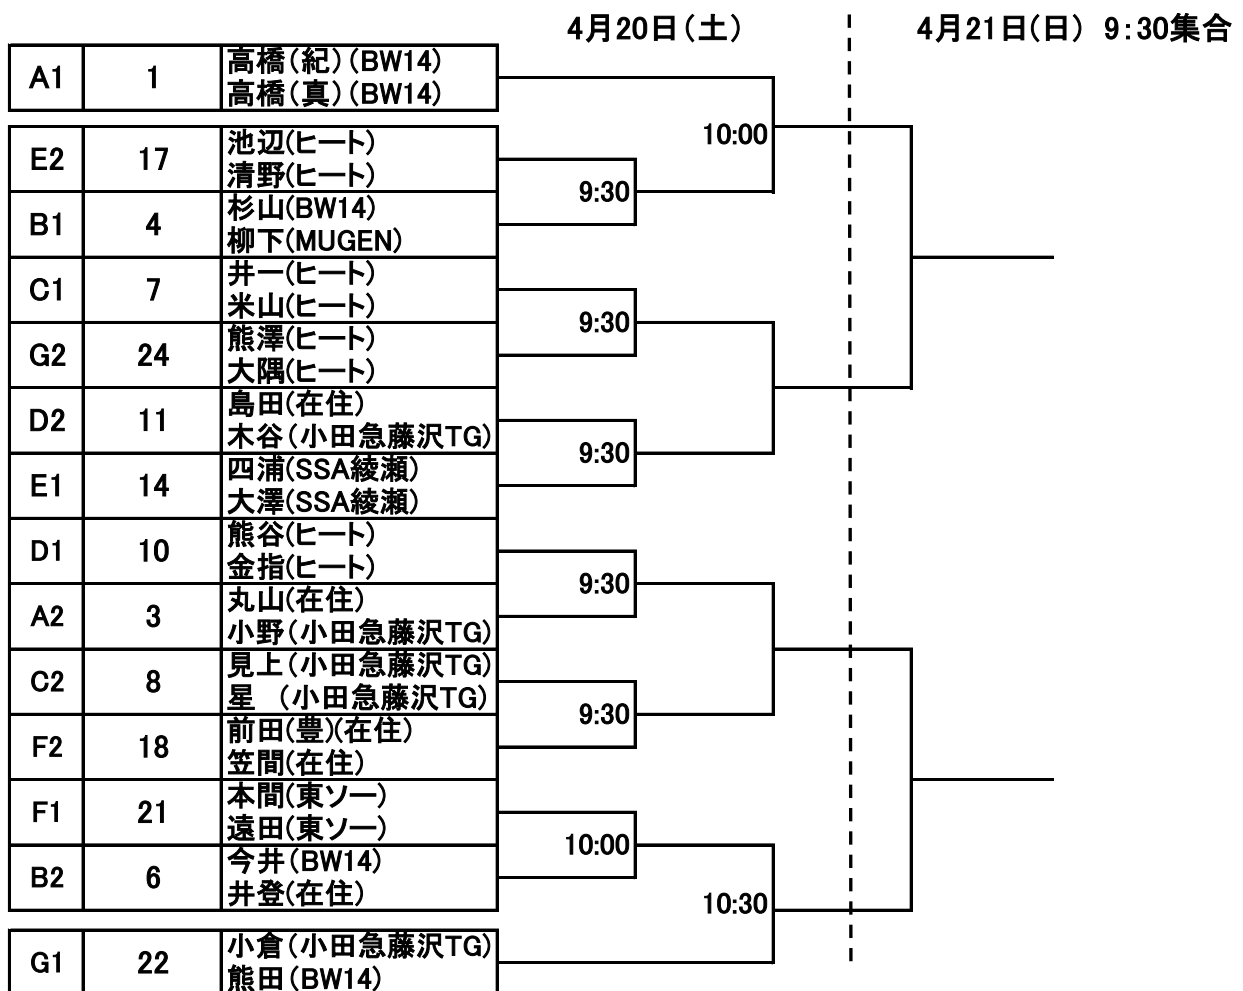 4月20日（土）
4月21日(日) 9:30集合
A1 1 高橋（紀）（BW14）
高橋（真）（BW14）
10:00
E2 17 池辺(ヒート)
清野(ヒート)
9:30
B1 4 杉山(BW14)
柳下(MUGEN)
C1 7 井一(ヒート)
米山(ヒート)
9:30
G2 24 熊澤(ヒート)
大隅(ヒート)
D2 11 島田(在住)
木谷（小田急藤沢TG)
9:30
E1 14 四浦(SSA綾瀬)
大澤(SSA綾瀬)
D1 10 熊谷(ヒート)
金指(ヒート)
9:30
A2 3 丸山(在住)
小野（小田急藤沢TG)
C2 8 見上（小田急藤沢TG)
星 （小田急藤沢TG)
9:30
F2 18 前田(豊)(在住)
笠間(在住)
F1 21 本間(東ソー)
遠田(東ソー)
10:00
B2 6 今井（BW14)
井登(在住)
10:30
G1 22 小倉（小田急藤沢TG)
熊田（BW14)